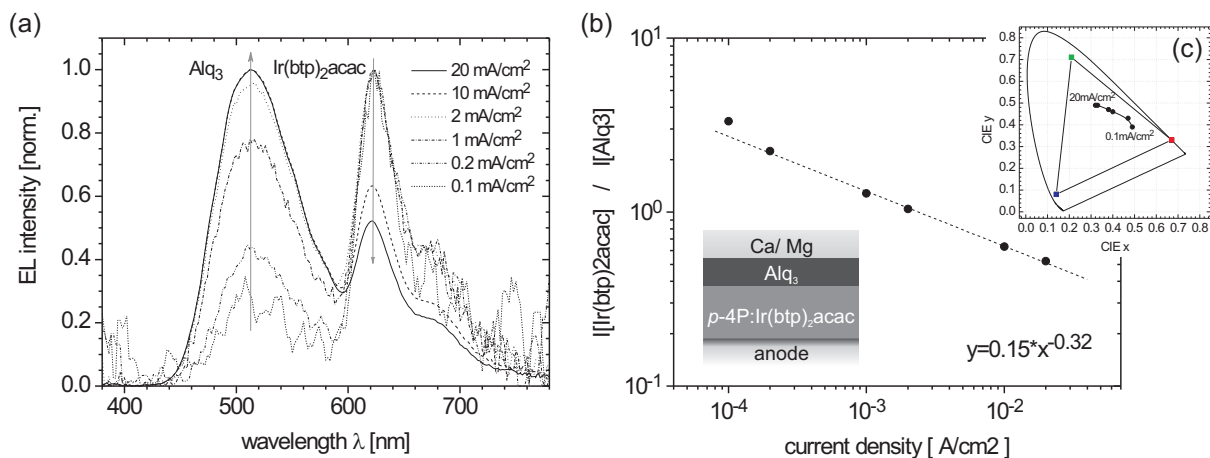 (a)
EL intensity [norm.]
1.0
0.8
0.6
0.4
0.2
0.0
Alq3
Ir(btp)2acac
20 mA/cm2
10 mA/cm2
2 mA/cm2
1 mA/cm2
0.2 mA/cm2
0.1 mA/cm2
400 500 600 700
wavelength λ [nm]
(b)
I[Ir(btp)2acac] / I[Alq3]
10^1
10^0
10^-1
Ca/ Mg
Alq3
p-4P:Ir(btp)2acac
anode
y=0.15*x^-0.32
10^-4 10^-3 10^-2
current density [ A/cm2 ]
(c)
CIE y
0.8
0.7
0.6
0.5
0.4
0.3
0.2
0.1
0.0
20mA/cm2
0.1mA/cm2
0.0 0.1 0.2 0.3 0.4 0.5 0.6 0.7 0.8
CIE x